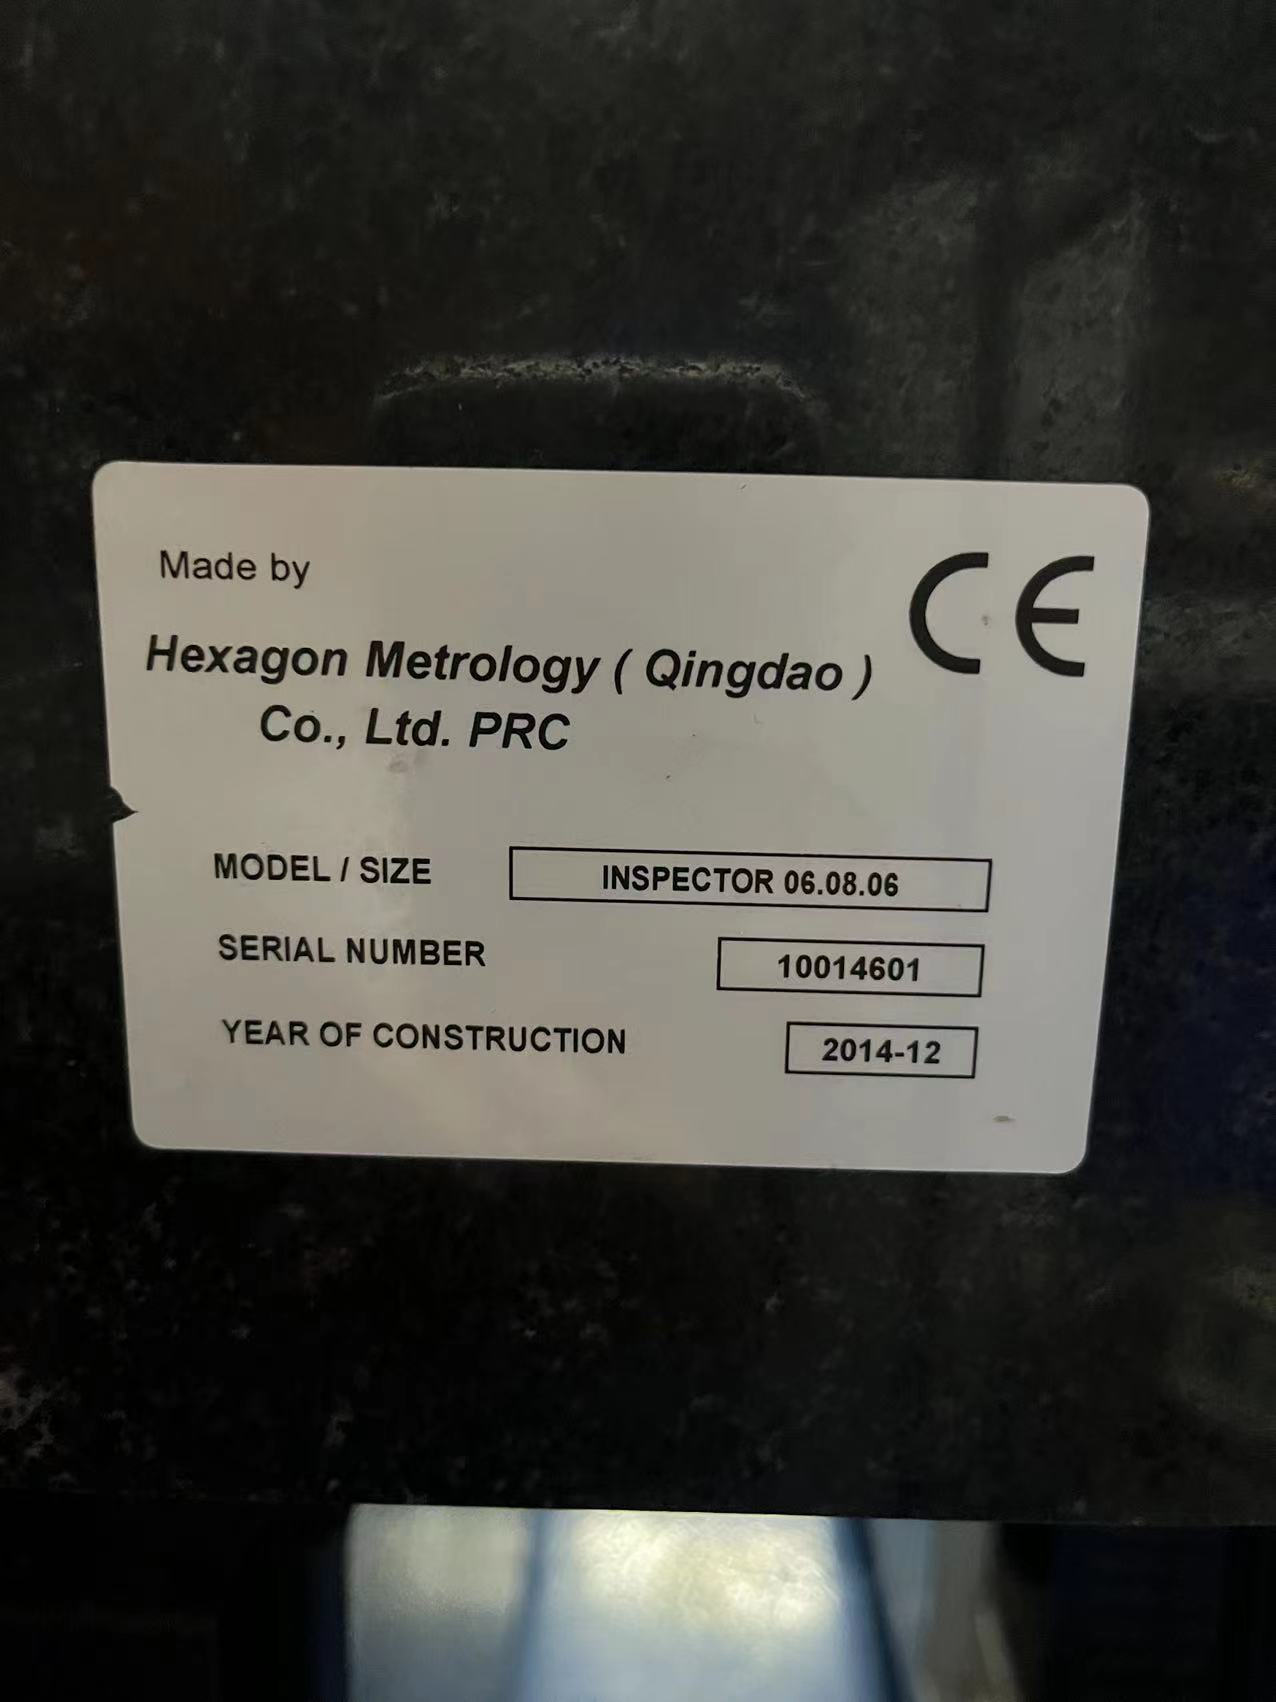 Made by
CE
Hexagon Metrology ( Qingdao )
Co., Ltd. PRC
MODEL / SIZE INSPECTOR 06.08.06
SERIAL NUMBER 10014601
YEAR OF CONSTRUCTION 2014-12